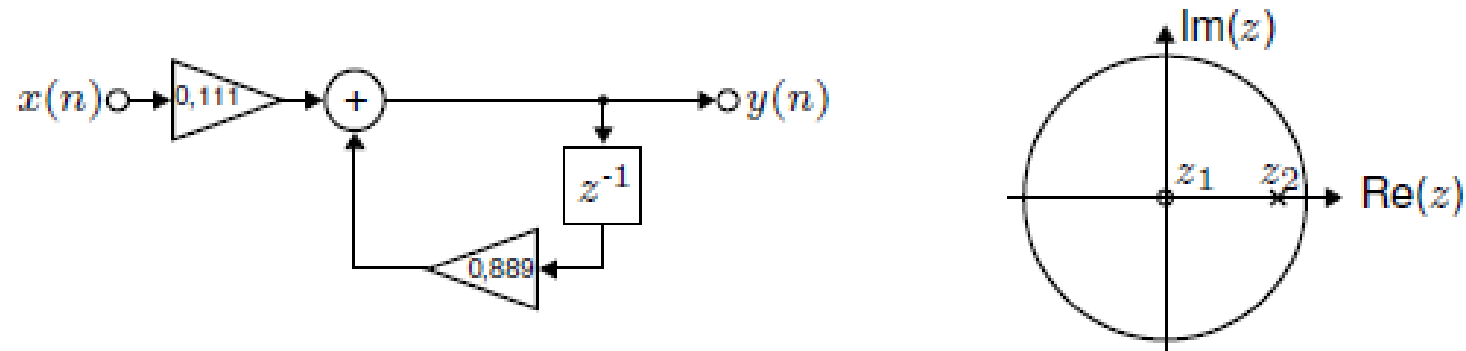 x(n)
0,111
+
y(n)
z-1
0,889
Im(z)
z1
z2
Re(z)